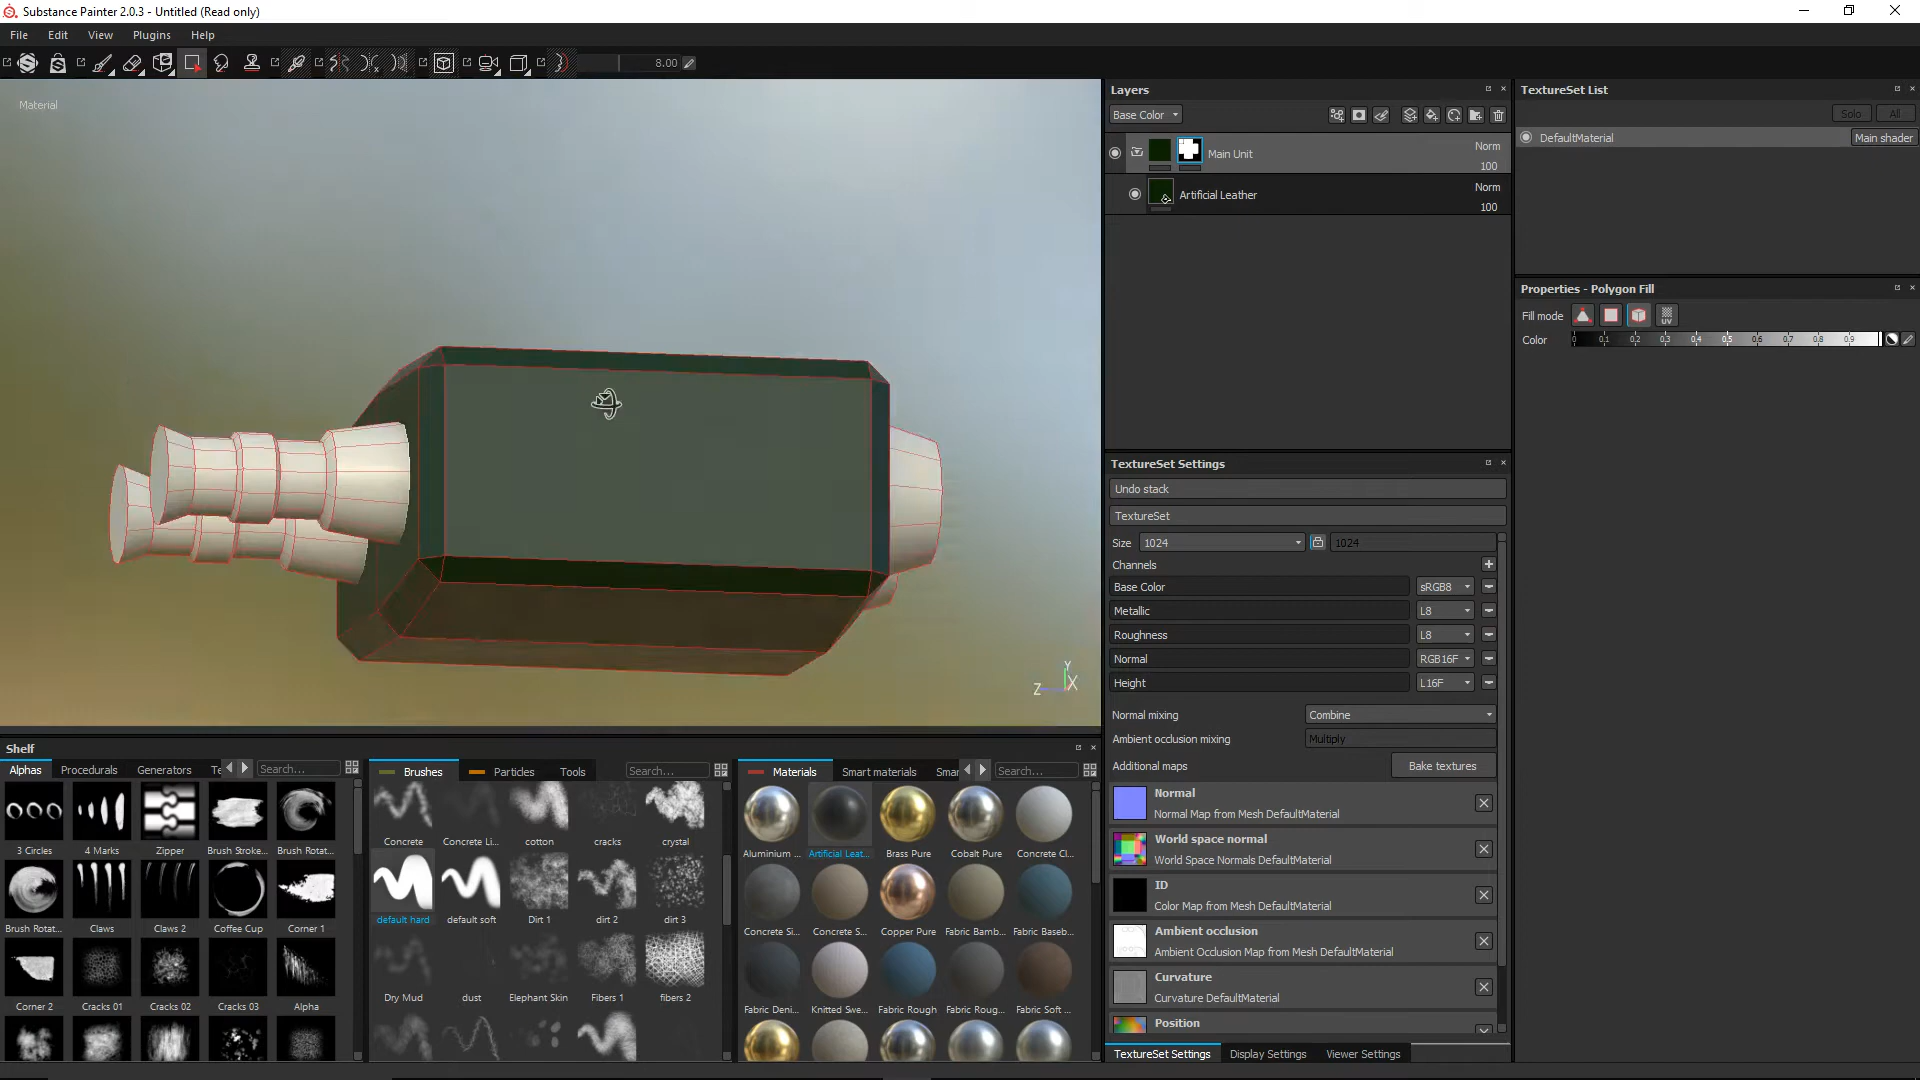 Substance Painter 2.0.3 - Untitled (Read only)
File Edit View Plugins Help
8.00
Material
Y
Z X
Layers
Base Color
Main Unit Norm 100
Artificial Leather Norm 100
TextureSet List
Solo All
DefaultMaterial Main shader
Properties - Polygon Fill
Fill mode UV
Color 0 0.1 0.2 0.3 0.4 0.5 0.6 0.7 0.8 0.9
TextureSet Settings
Undo stack
TextureSet
Size 1024 1024
Channels
Base Color sRGB8
Metallic L8
Roughness L8
Normal RGB16F
Height L16F
Normal mixing Combine
Ambient occlusion mixing Multiply
Additional maps Bake textures
Normal
Normal Map from Mesh DefaultMaterial
World space normal
World Space Normals DefaultMaterial
ID
Color Map from Mesh DefaultMaterial
Ambient occlusion
Ambient Occlusion Map from Mesh DefaultMaterial
Curvature
Curvature DefaultMaterial
Position
TextureSet Settings Display Settings Viewer Settings
Shelf
Alphas Procedurals Generators Te Search...
3 Circles 4 Marks Zipper Brush Stroke... Brush Rotat...
Brush Rotat... Claws Claws 2 Coffee Cup Corner 1
Corner 2 Cracks 01 Cracks 02 Cracks 03 Alpha
Brushes Particles Tools Search...
Concrete Concrete Li... cotton cracks crystal
default hard default soft Dirt 1 dirt 2 dirt 3
Dry Mud dust Elephant Skin Fibers 1 fibers 2
Materials Smart materials Smar Search...
Aluminium ... Artificial Leat... Brass Pure Cobalt Pure Concrete Cl...
Concrete Si... Concrete S... Copper Pure Fabric Bamb... Fabric Baseb...
Fabric Deni... Knitted Swe... Fabric Rough Fabric Roug... Fabric Soft ...